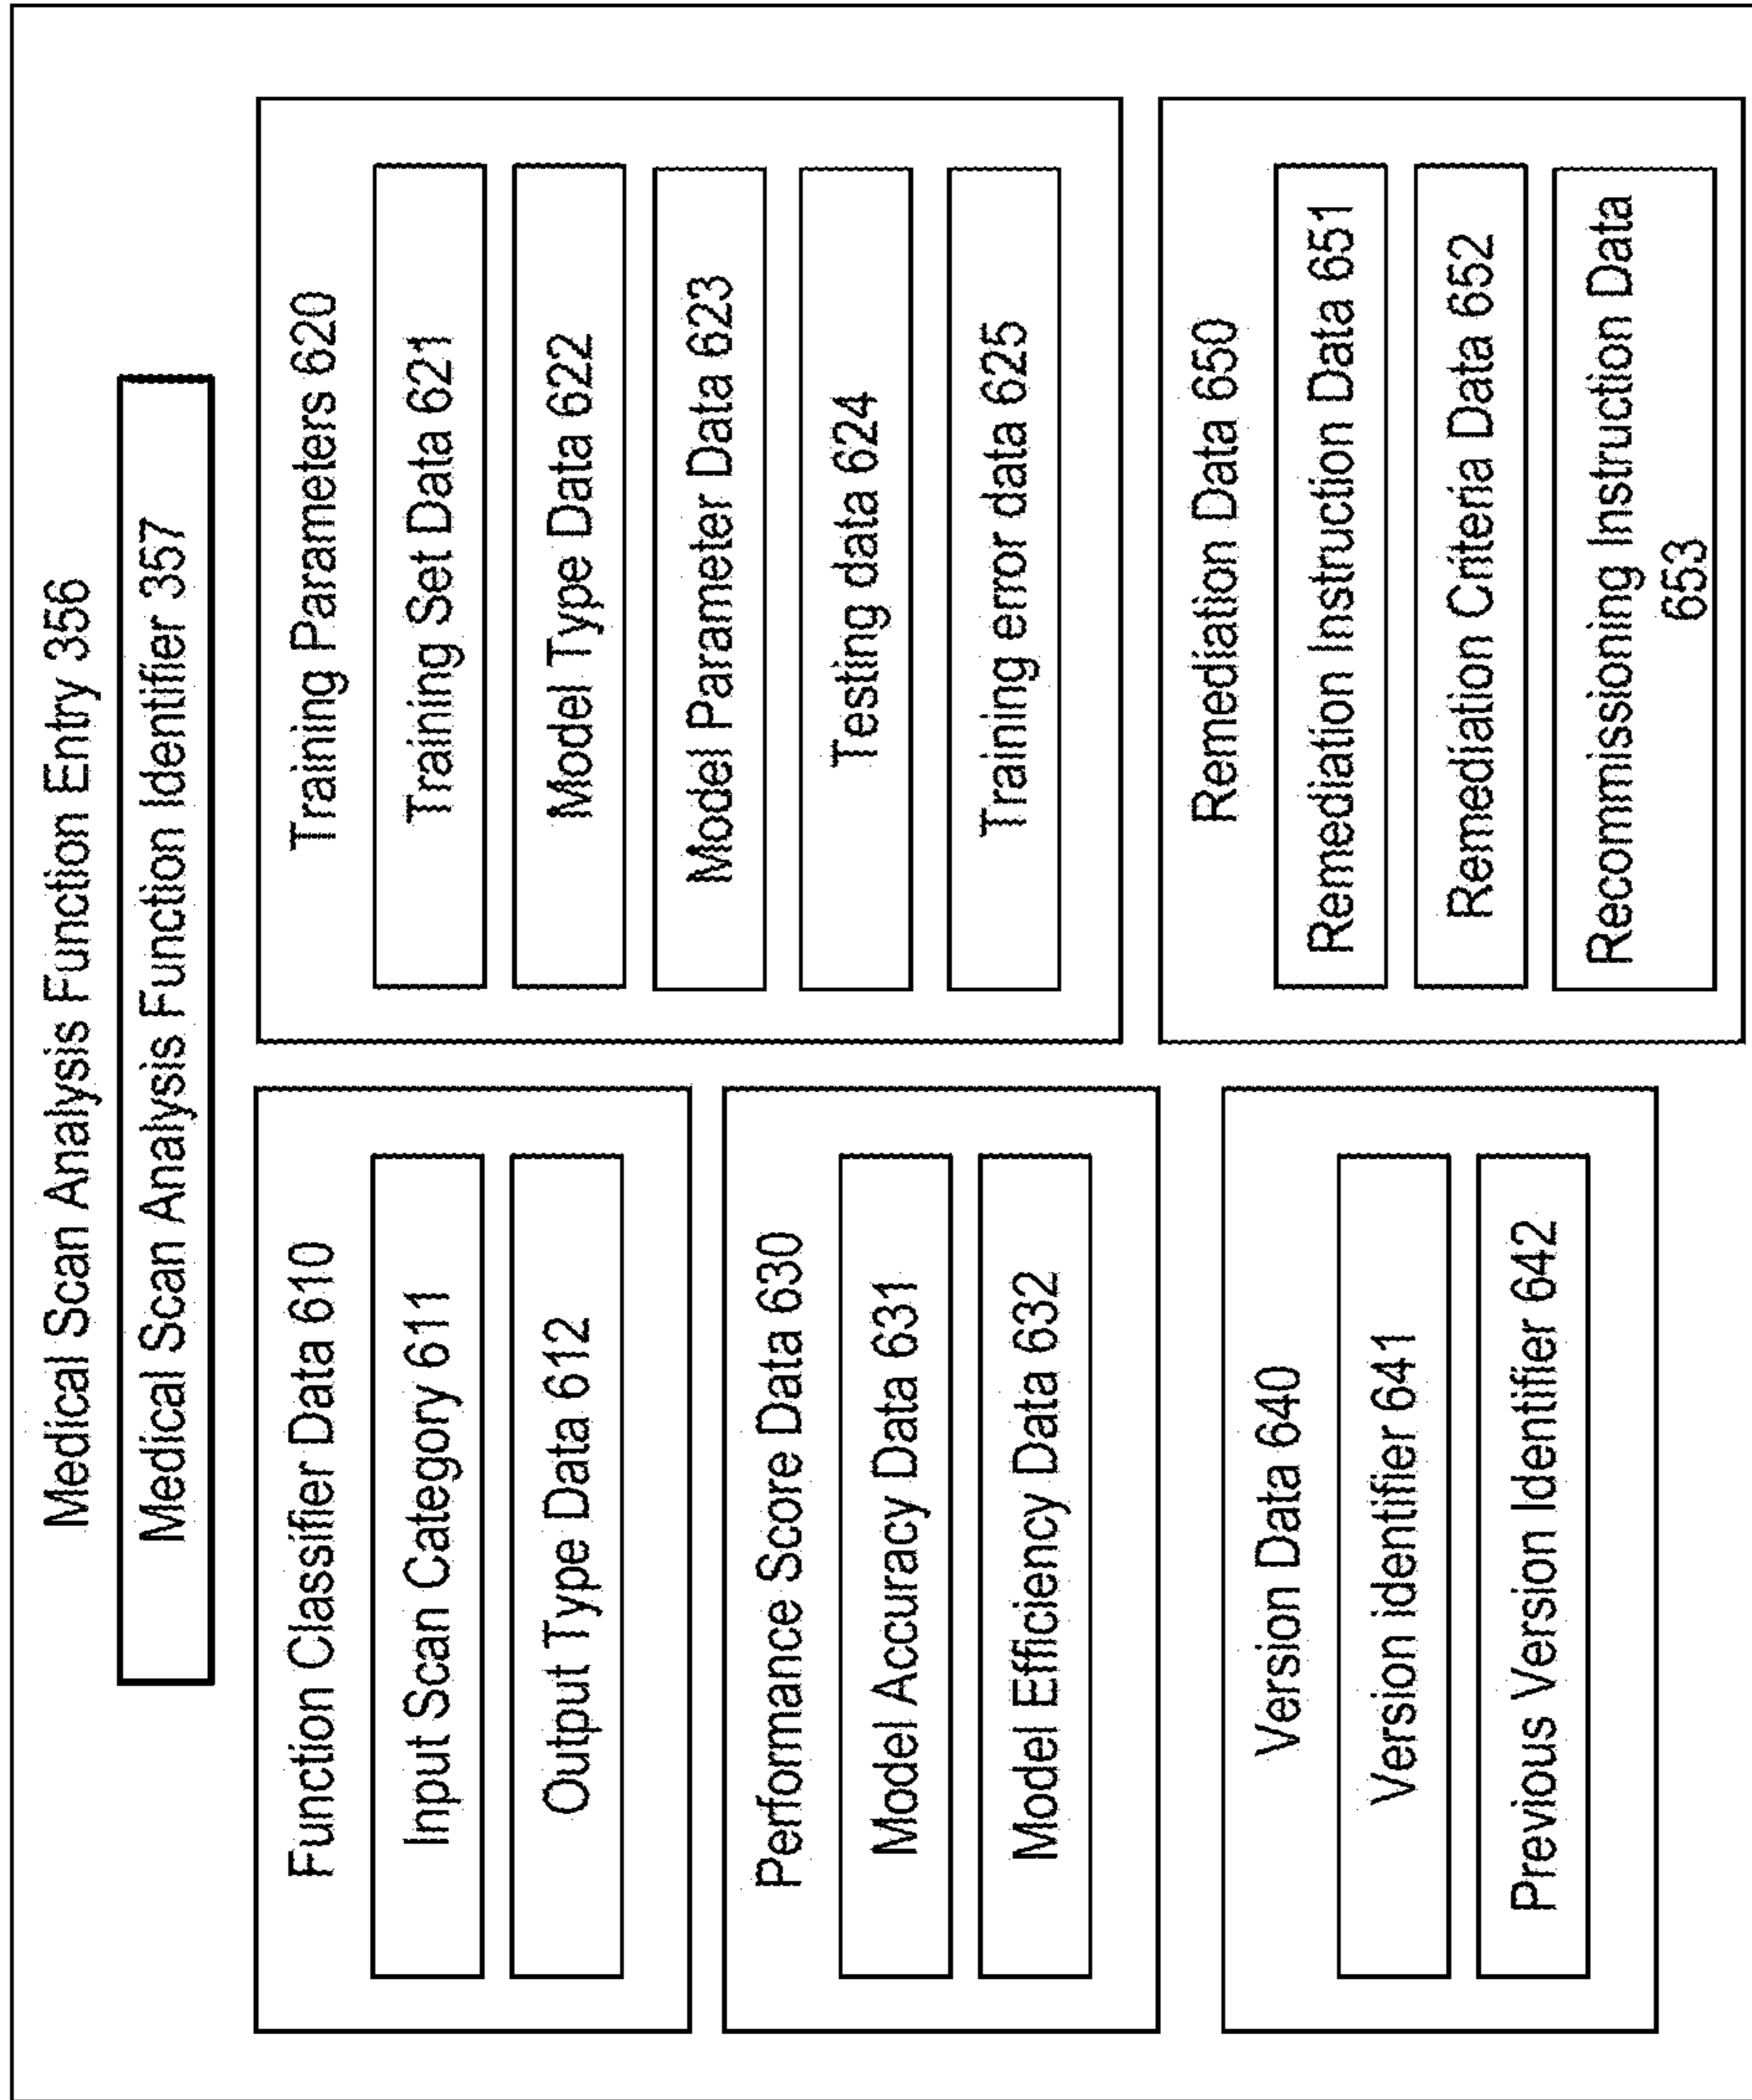 Medical Scan Analysis Function Entry 356
Medical Scan Analysis Function Identifier 357
Function Classifier Data 610
Input Scan Category 611
Output Type Data 612
Performance Score Data 630
Model Accuracy Data 631
Model Efficiency Data 632
Version Data 640
Version identifier 641
Previous Version Identifier 642
Training Parameters 620
Training Set Data 621
Model Type Data 622
Model Parameter Data 623
Testing data 624
Training error data 625
Remediation Data 650
Remediation Instruction Data 651
Remediation Criteria Data 652
Recommissioning Instruction Data
653